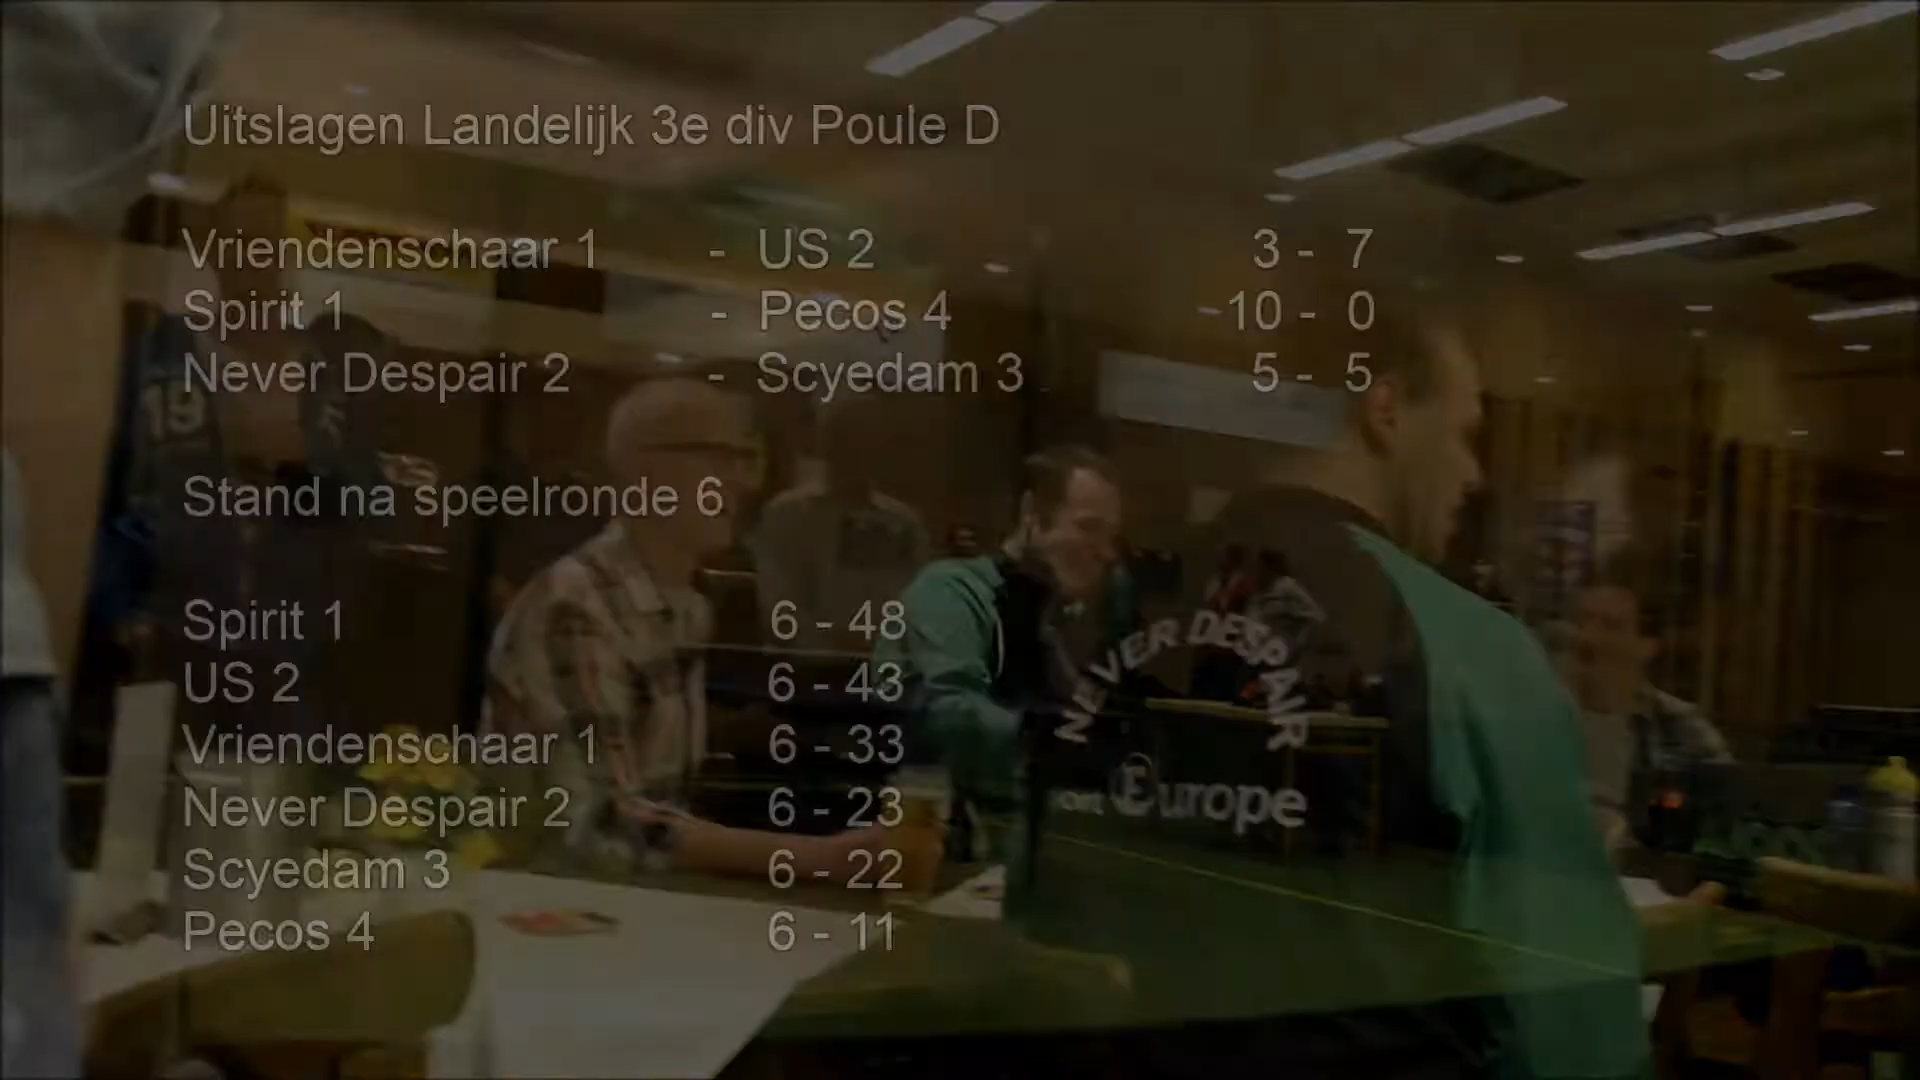 Uitslagen Landelijk 3e div Poule D
Vriendenschaar 1 - US 2 3 - 7
Spirit 1 - Pecos 4 10 - 0
Never Despair 2 - Scyedam 3 5 - 5
Stand na speelronde 6
Spirit 1 6 - 48
US 2 6 - 43
Vriendenschaar 1 6 - 33
Never Despair 2 6 - 23
Scyedam 3 6 - 22
Pecos 4 6 - 11
19
NEVER DESPAIR
Europe